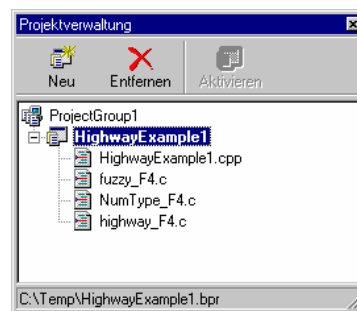 Projektverwaltung
Neu Entfernen Aktivieren
ProjectGroup1
HighwayExample1
HighwayExample1.cpp
fuzzy_F4.c
NumType_F4.c
highway_F4.c
C:\Temp\HighwayExample1.bpr